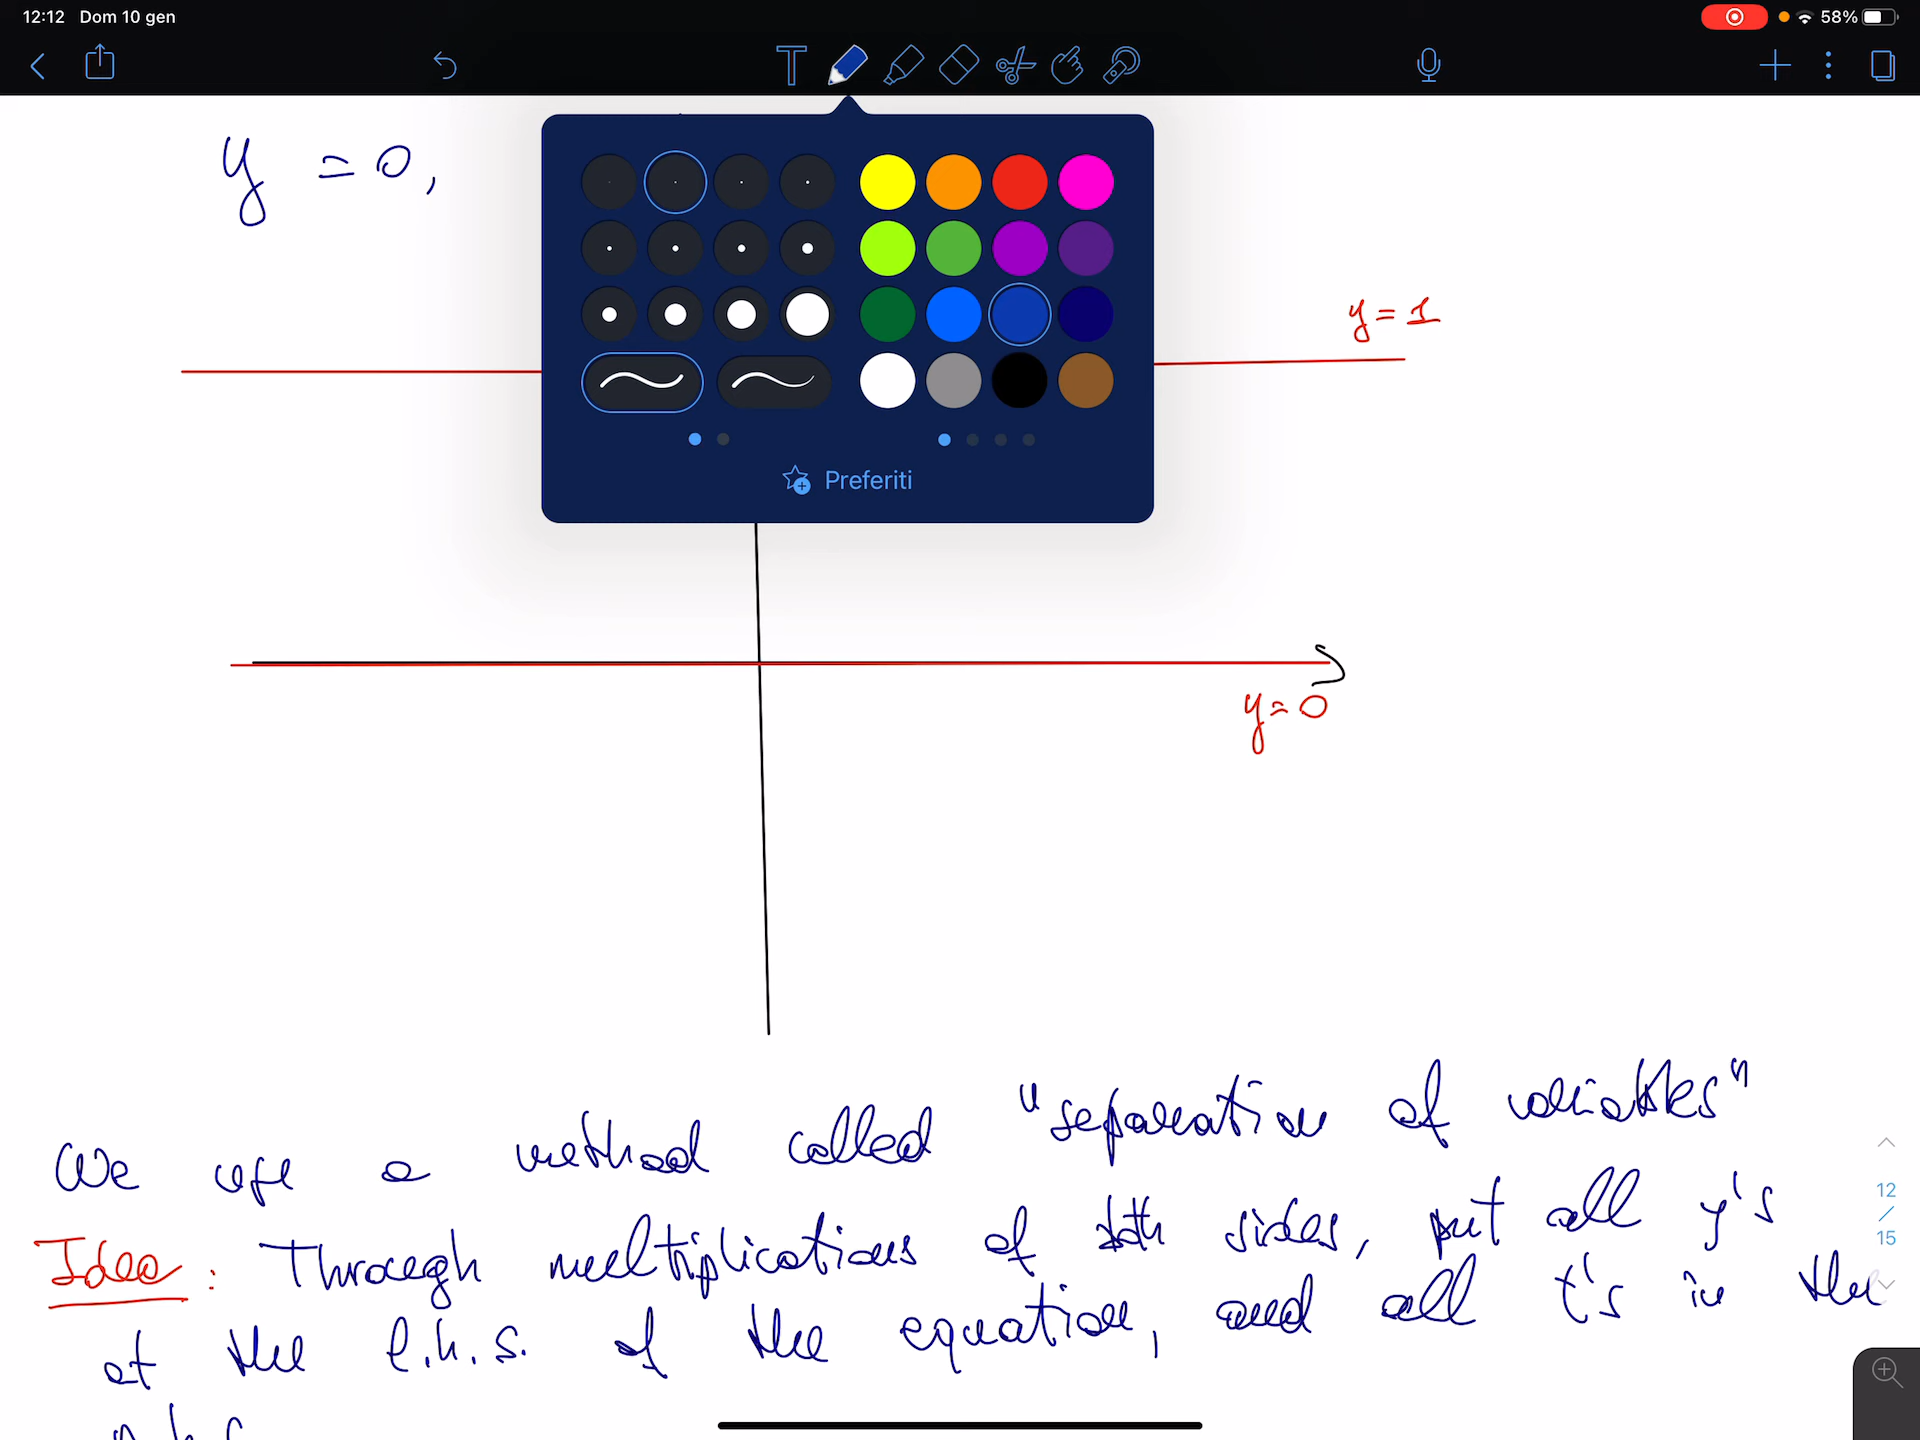 12:12 Dom 10 gen
58%
y = 0,
y = 1
Preferiti
y = 0
We use a method called "separation of variables"
Idea: Through multiplications of both sides, put all y's
at the l.h.s. of the equation, and all t's in the
r.h.s
12
/
15